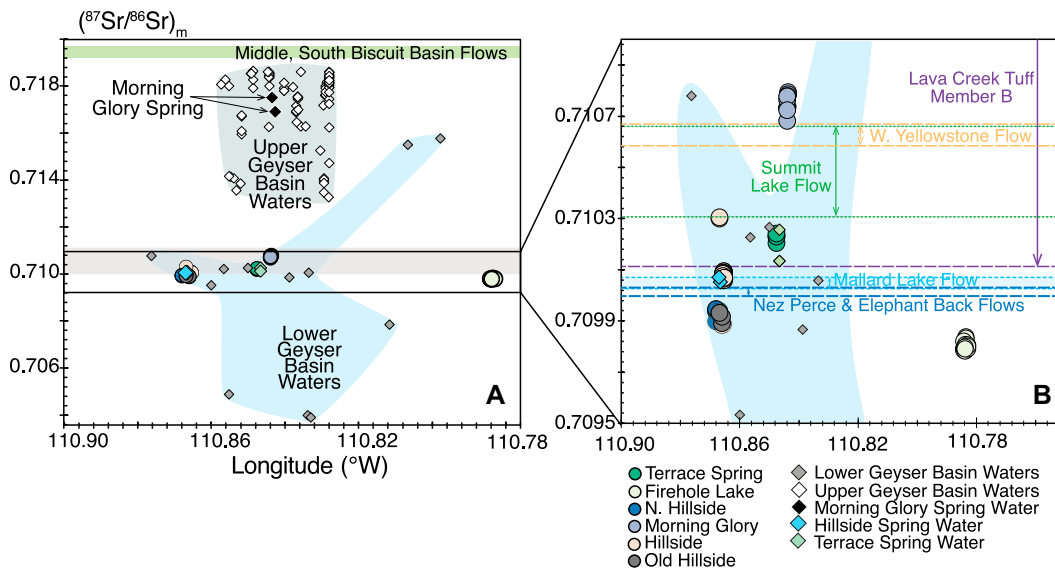 (⁸⁷Sr/⁸⁶Sr)m
0.718
0.714
0.710
0.706
Middle, South Biscuit Basin Flows
Morning
Glory Spring
Upper
Geyser
Basin
Waters
Lower
Geyser
Basin
Waters
A
110.90
110.86
110.82
110.78
Longitude (°W)
0.7107
0.7103
0.7099
0.7095
Lava Creek Tuff
Member B
W. Yellowstone Flow
Summit
Lake Flow
Mallard Lake Flow
Nez Perce & Elephant Back Flows
B
110.90
110.86
110.82
110.78
Terrace Spring
Firehole Lake
N. Hillside
Morning Glory
Hillside
Old Hillside
Lower Geyser Basin Waters
Upper Geyser Basin Waters
Morning Glory Spring Water
Hillside Spring Water
Terrace Spring Water